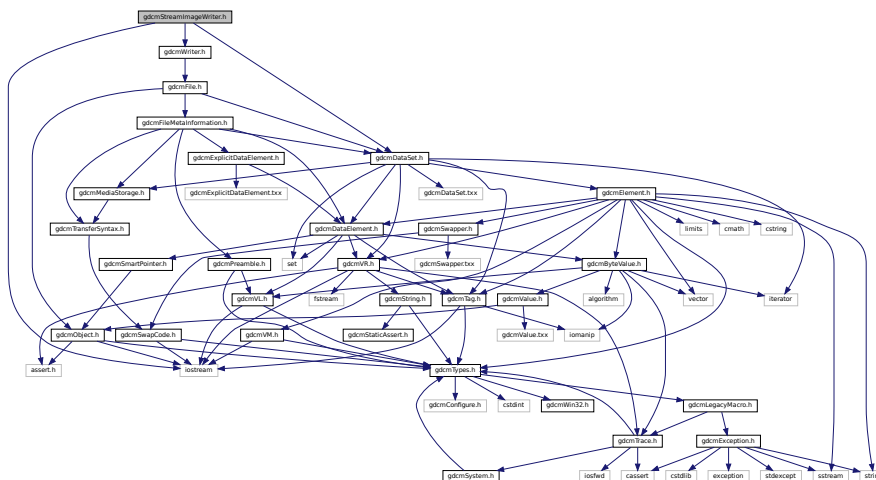 gdcmStreamImageWriter.h
gdcmWriter.h
gdcmFile.h
gdcmFileMetaInformation.h
gdcmExplicitDataElement.h
gdcmDataSet.h
gdcmMediaStorage.h
gdcmExplicitDataElement.txx
gdcmDataSet.txx
gdcmElement.h
gdcmTransferSyntax.h
gdcmDataElement.h
gdcmSwapper.h
limits
cmath
cstring
gdcmSmartPointer.h
gdcmPreamble.h
set
gdcmVR.h
gdcmSwapper.txx
gdcmByteValue.h
gdcmVL.h
fstream
gdcmString.h
gdcmTag.h
gdcmValue.h
algorithm
vector
iterator
gdcmObject.h
gdcmSwapCode.h
gdcmVM.h
gdcmStaticAssert.h
gdcmValue.txx
iomanip
assert.h
iostream
gdcmTypes.h
gdcmConfigure.h
cstdint
gdcmWin32.h
gdcmLegacyMacro.h
gdcmTrace.h
gdcmException.h
gdcmSystem.h
iosfwd
cassert
cstdlib
exception
stdexcept
sstream